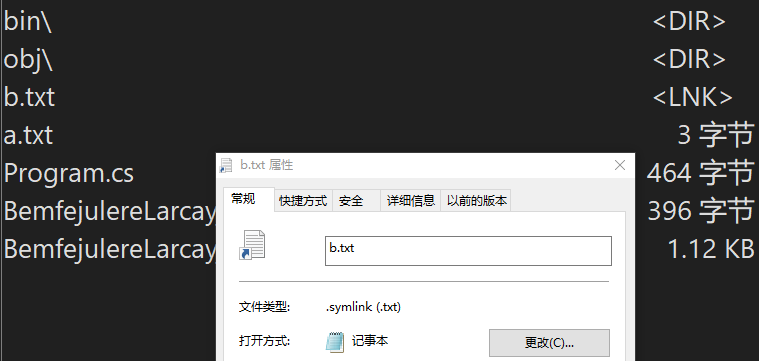 bin\ <DIR>
obj\ <DIR>
b.txt <LNK>
a.txt 3 字节
Program.cs 464 字节
BemfejulereLarcay 396 字节
BemfejulereLarcay 1.12 KB
b.txt 属性
常规 快捷方式 安全 详细信息 以前的版本
b.txt
文件类型: .symlink (.txt)
打开方式: 记事本 更改(C)...